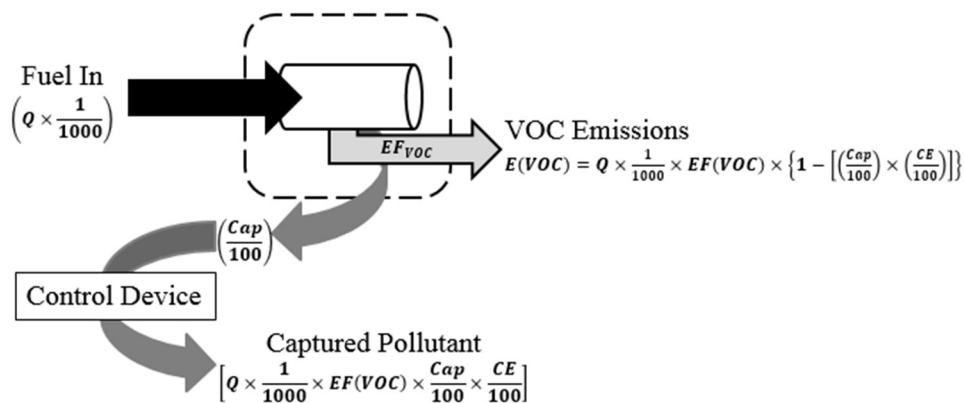 Fuel In
(Q × 1/1000)
EF_VOC
VOC Emissions
E(VOC) = Q × 1/1000 × EF(VOC) × {1 − [(Cap/100) × (CE/100)]}
(Cap/100)
Control Device
Captured Pollutant
[Q × 1/1000 × EF(VOC) × Cap/100 × CE/100]